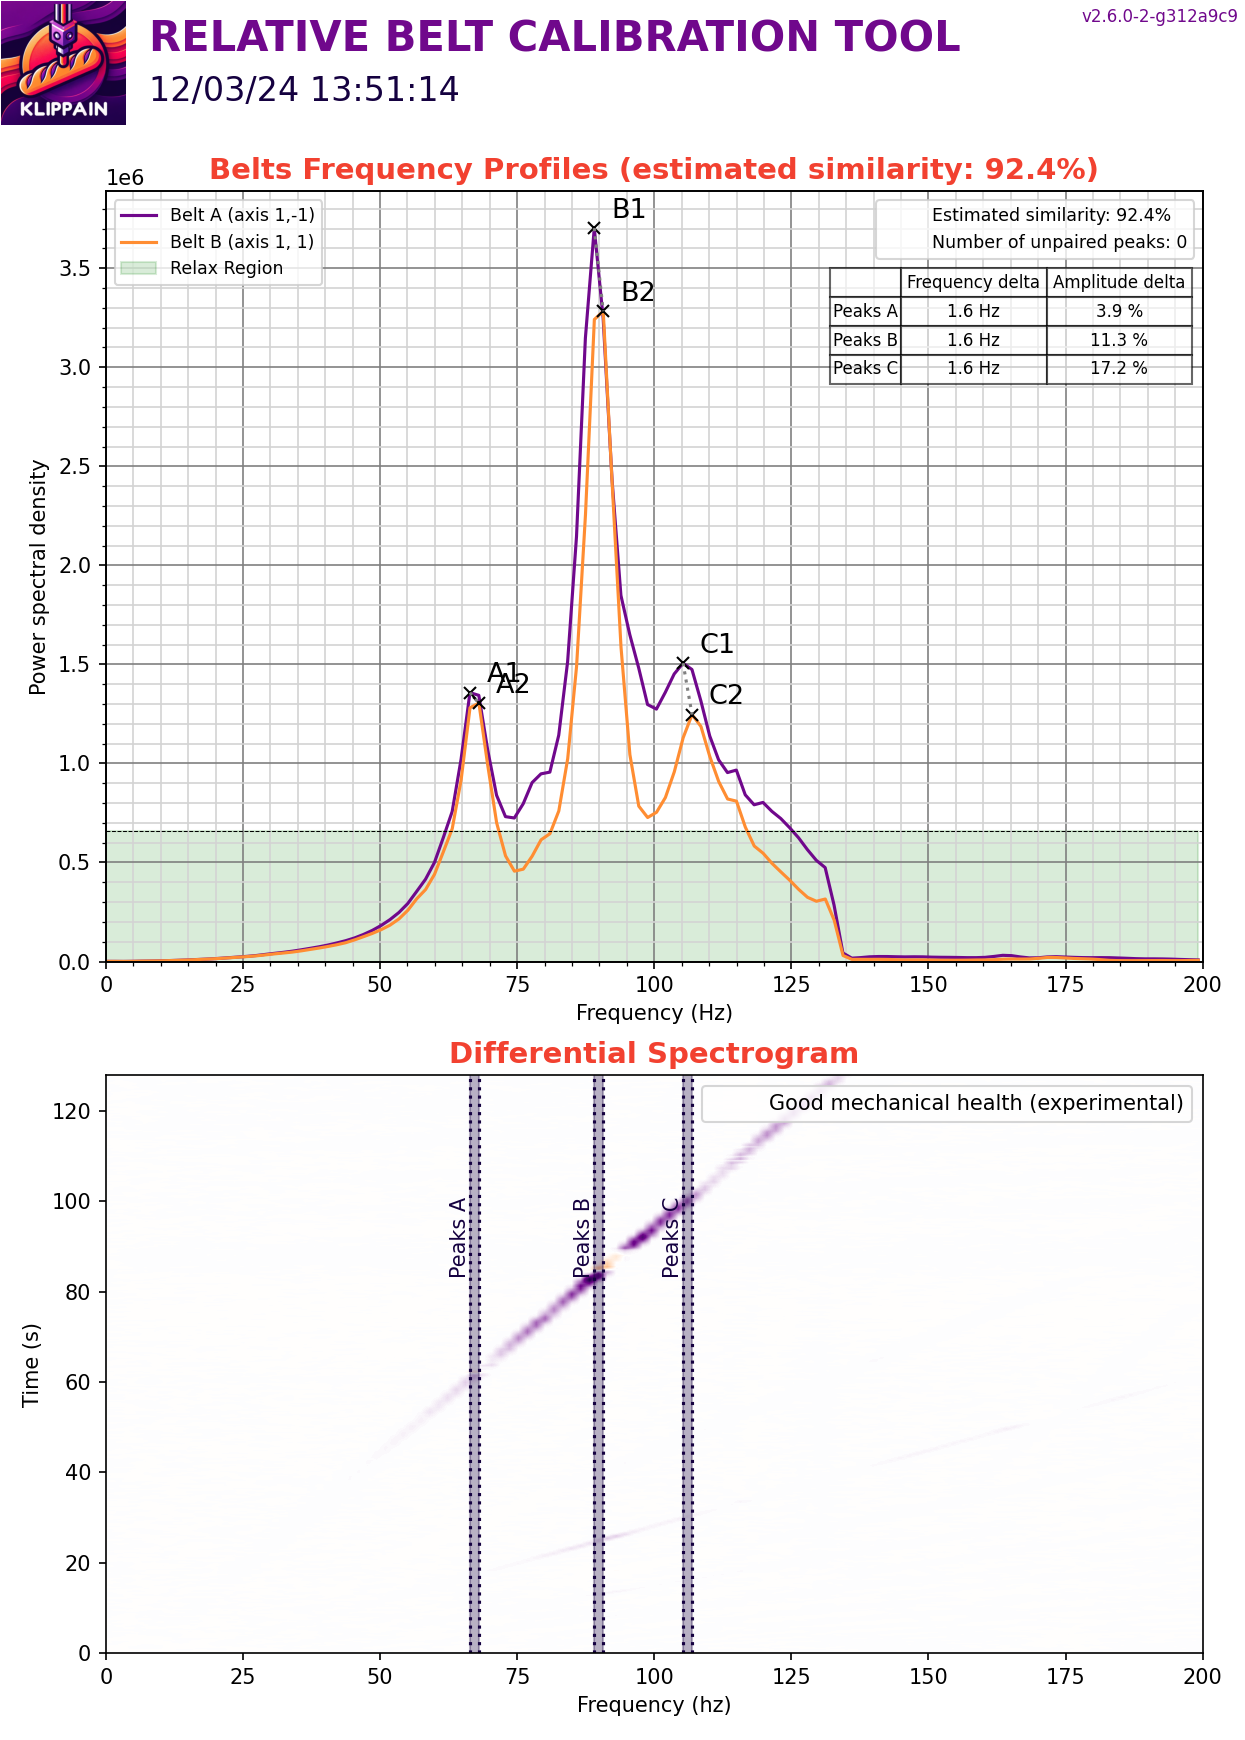 KLIPPAIN
RELATIVE BELT CALIBRATION TOOL
v2.6.0-2-g312a9c9
12/03/24 13:51:14
Belts Frequency Profiles (estimated similarity: 92.4%)
1e6
Belt A (axis 1,-1)
Belt B (axis 1, 1)
Relax Region
Estimated similarity: 92.4%
Number of unpaired peaks: 0
Frequency delta Amplitude delta
Peaks A 1.6 Hz 3.9 %
Peaks B 1.6 Hz 11.3 %
Peaks C 1.6 Hz 17.2 %
B1
B2
C1
A1
A2
C2
3.5
3.0
2.5
2.0
1.5
1.0
0.5
0.0
Power spectral density
0 25 50 75 100 125 150 175 200
Frequency (Hz)
Differential Spectrogram
Good mechanical health (experimental)
Peaks A
Peaks B
Peaks C
120
100
80
60
40
20
0
Time (s)
0 25 50 75 100 125 150 175 200
Frequency (hz)